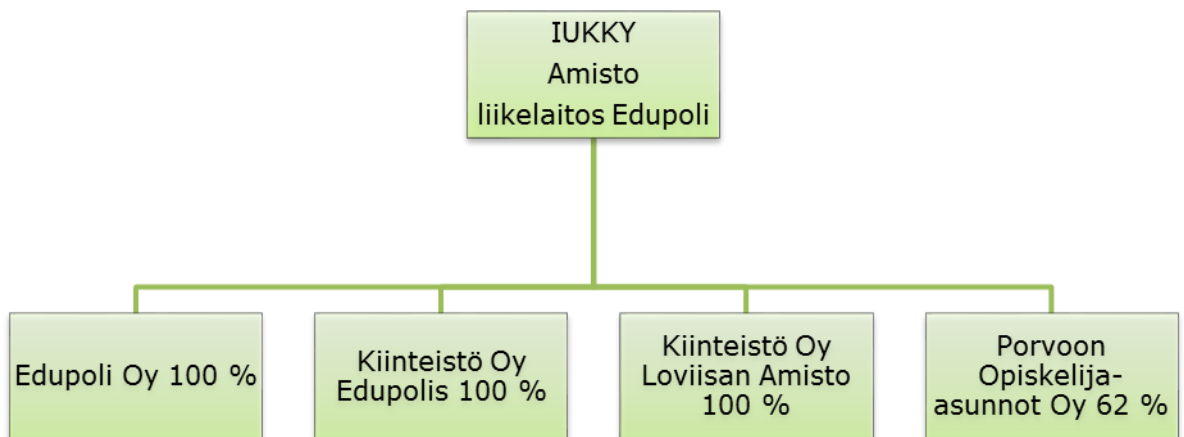 IUKKY
Amisto
liikelaitos Edupoli
Edupoli Oy 100 %
Kiinteistö Oy
Edupolis 100 %
Kiinteistö Oy
Loviisan Amisto
100 %
Porvoon
Opiskelija-
asunnot Oy 62 %